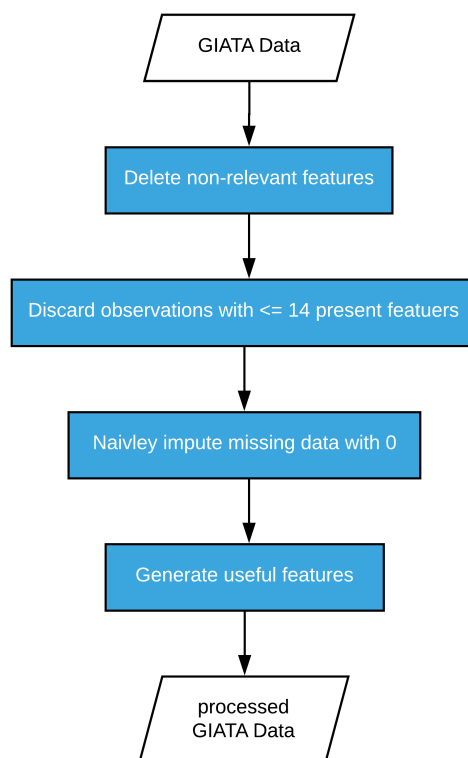 GIATA Data
Delete non-relevant features
Discard observations with <= 14 present featuers
Naivley impute missing data with 0
Generate useful features
processed
GIATA Data